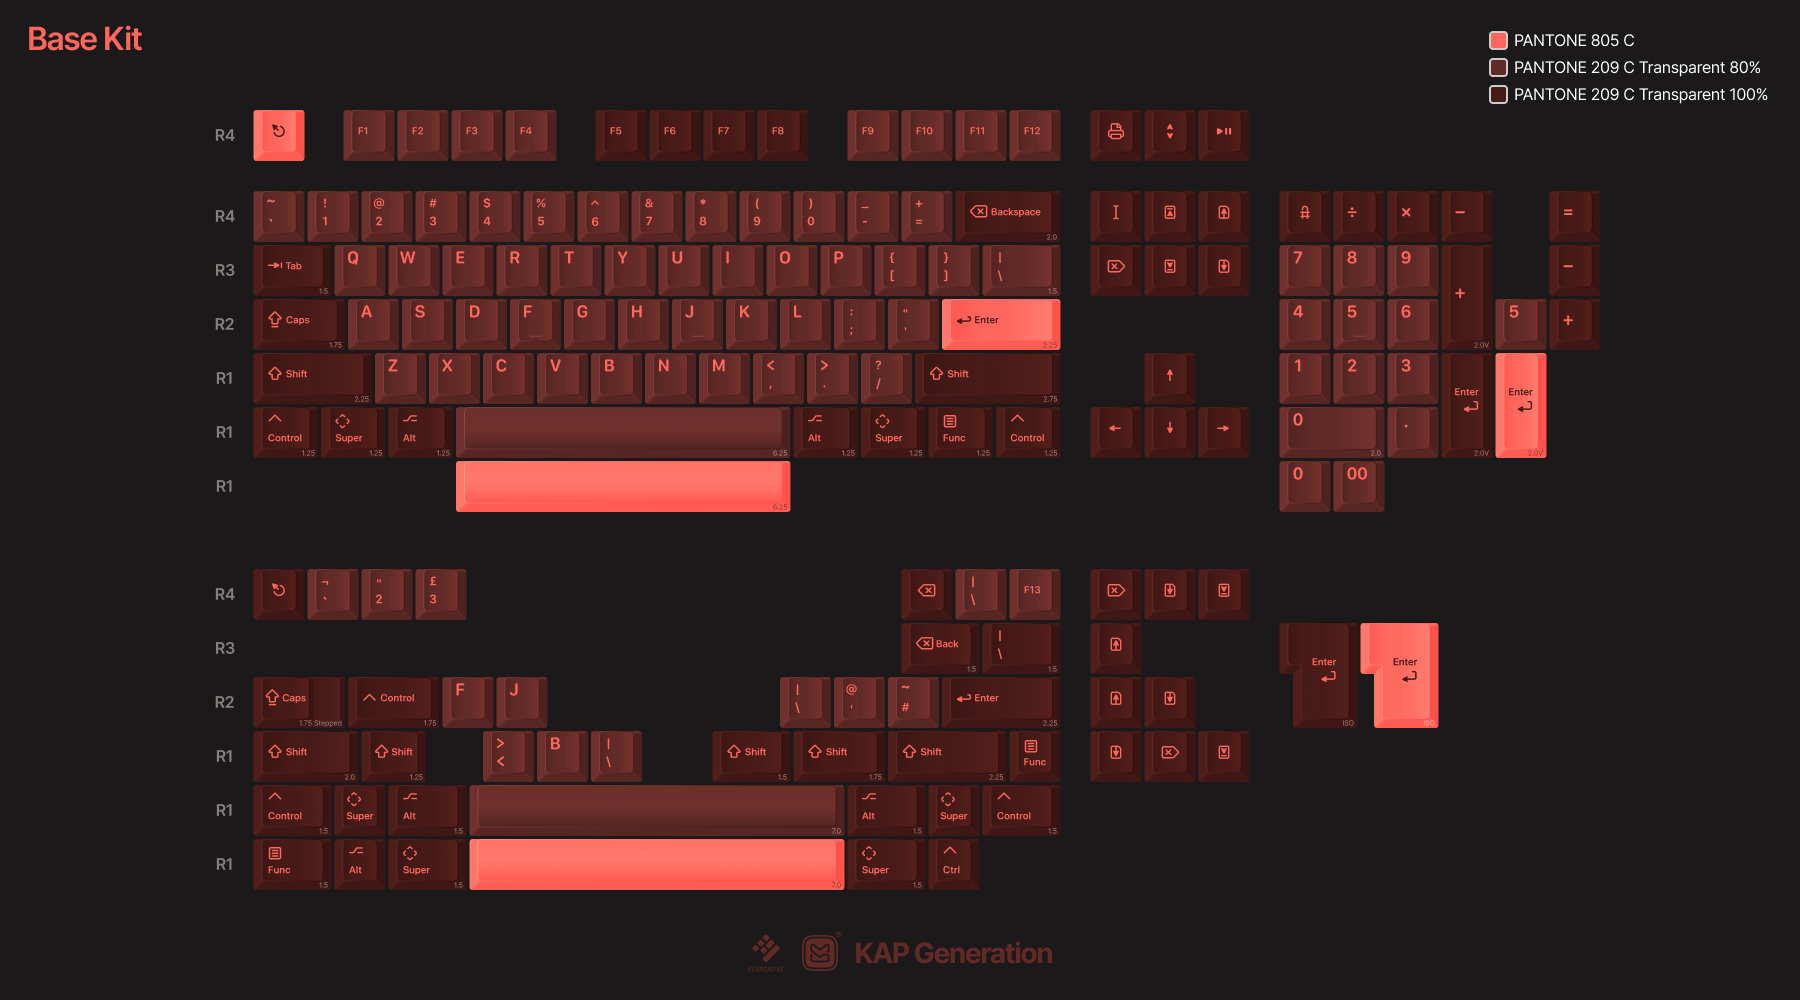 Base Kit
PANTONE 805 C
PANTONE 209 C Transparent 80%
PANTONE 209 C Transparent 100%
R4 F1 F2 F3 F4 F5 F6 F7 F8 F9 F10 F11 F12
R4 ~ ` ! 1 @ 2 # 3 $ 4 % 5 ^ 6 & 7 * 8 ( 9 ) 0 _ - + = Backspace 2.0 ÷ × − =
R3 Tab 1.5 Q W E R T Y U I O P { [ } ] | \ 1.5 7 8 9 + 2.0V −
R2 Caps 1.75 A S D F G H J K L : ; " ' Enter 2.25 4 5 6 5 +
R1 Shift 2.25 Z X C V B N M < , > . ? / Shift 2.75 1 2 3 Enter 2.0V Enter 2.0V
R1 Control 1.25 Super 1.25 Alt 1.25 6.25 Alt 1.25 Super 1.25 Func 1.25 Control 1.25 0 2.0 .
R1 6.25 0 00
R4 ¬ ` " 2 £ 3 | \ F13
R3 Back 1.5 | \ 1.5 Enter ISO Enter ISO
R2 Caps 1.75 Stepped Control 1.75 F J | \ @ ' ~ # Enter 2.25
R1 Shift 2.0 Shift 1.25 > < B | \ Shift 1.5 Shift 1.75 Shift 2.25 Func
R1 Control 1.5 Super Alt 1.5 7.0 Alt 1.5 Super Control 1.5
R1 Func 1.5 Alt Super 1.5 7.0 Super 1.5 Ctrl
KEYREATIVE
KAP Generation